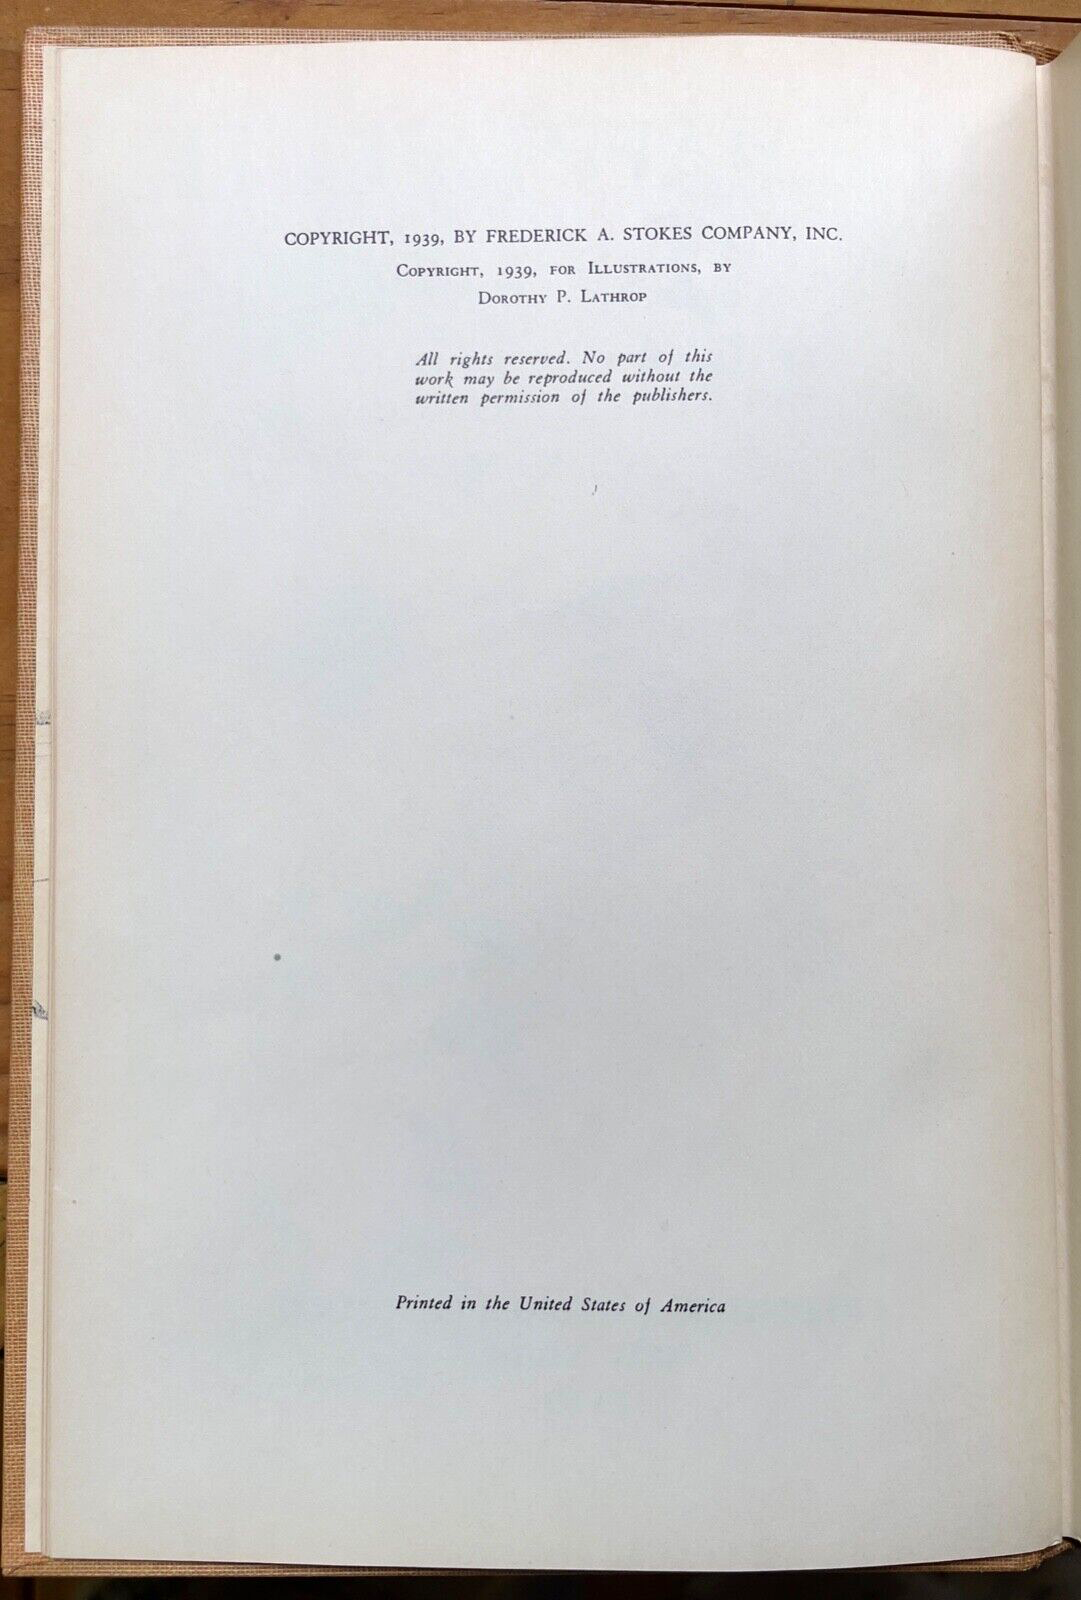 COPYRIGHT, 1939, BY FREDERICK A. STOKES COMPANY, INC.
COPYRIGHT, 1939, FOR ILLUSTRATIONS, BY
DOROTHY P. LATHROP
All rights reserved. No part of this
work may be reproduced without the
written permission of the publishers.
Printed in the United States of America